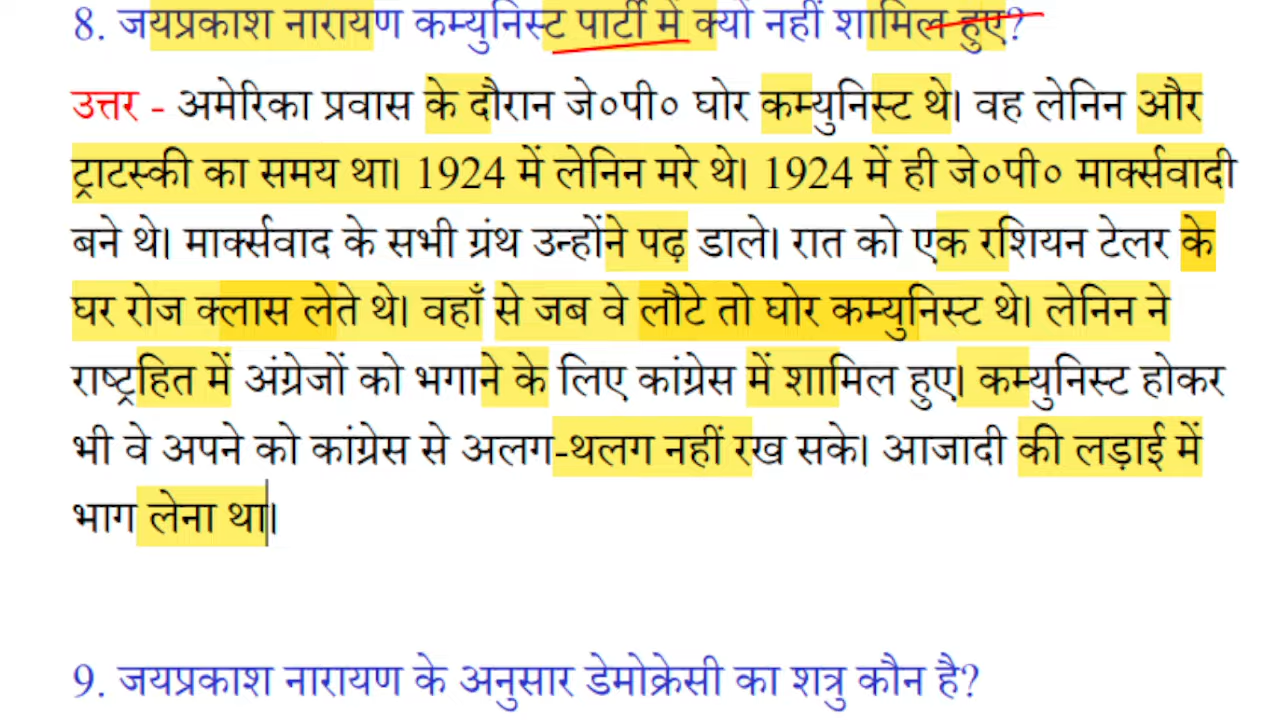 8. जयप्रकाश नारायण कम्युनिस्ट पार्टी में क्यों नहीं शामिल हुए?
उत्तर - अमेरिका प्रवास के दौरान जे०पी० घोर कम्युनिस्ट थे। वह लेनिन और
ट्राटस्की का समय था। 1924 में लेनिन मरे थे। 1924 में ही जे०पी० मार्क्सवादी
बने थे। मार्क्सवाद के सभी ग्रंथ उन्होंने पढ़ डाले। रात को एक रशियन टेलर के
घर रोज क्लास लेते थे। वहाँ से जब वे लौटे तो घोर कम्युनिस्ट थे। लेनिन ने
राष्ट्रहित में अंग्रेजों को भगाने के लिए कांग्रेस में शामिल हुए। कम्युनिस्ट होकर
भी वे अपने को कांग्रेस से अलग-थलग नहीं रख सके। आजादी की लड़ाई में
भाग लेना था।
9. जयप्रकाश नारायण के अनुसार डेमोक्रेसी का शत्रु कौन है?